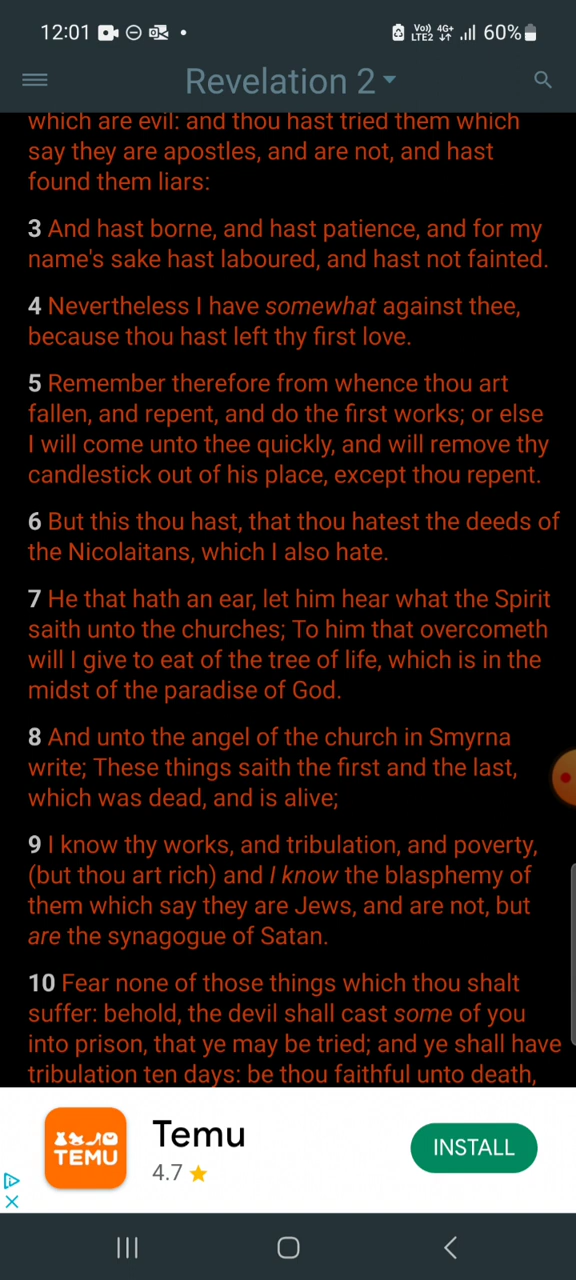 12:01
Vo)) LTE2 4G+ 60%
Revelation 2
which are evil: and thou hast tried them which
say they are apostles, and are not, and hast
found them liars:
3 And hast borne, and hast patience, and for my
name's sake hast laboured, and hast not fainted.
4 Nevertheless I have somewhat against thee,
because thou hast left thy first love.
5 Remember therefore from whence thou art
fallen, and repent, and do the first works; or else
I will come unto thee quickly, and will remove thy
candlestick out of his place, except thou repent.
6 But this thou hast, that thou hatest the deeds of
the Nicolaitans, which I also hate.
7 He that hath an ear, let him hear what the Spirit
saith unto the churches; To him that overcometh
will I give to eat of the tree of life, which is in the
midst of the paradise of God.
8 And unto the angel of the church in Smyrna
write; These things saith the first and the last,
which was dead, and is alive;
9 I know thy works, and tribulation, and poverty,
(but thou art rich) and I know the blasphemy of
them which say they are Jews, and are not, but
are the synagogue of Satan.
10 Fear none of those things which thou shalt
suffer: behold, the devil shall cast some of you
into prison, that ye may be tried; and ye shall have
tribulation ten days: be thou faithful unto death,
TEMU
Temu
4.7
INSTALL